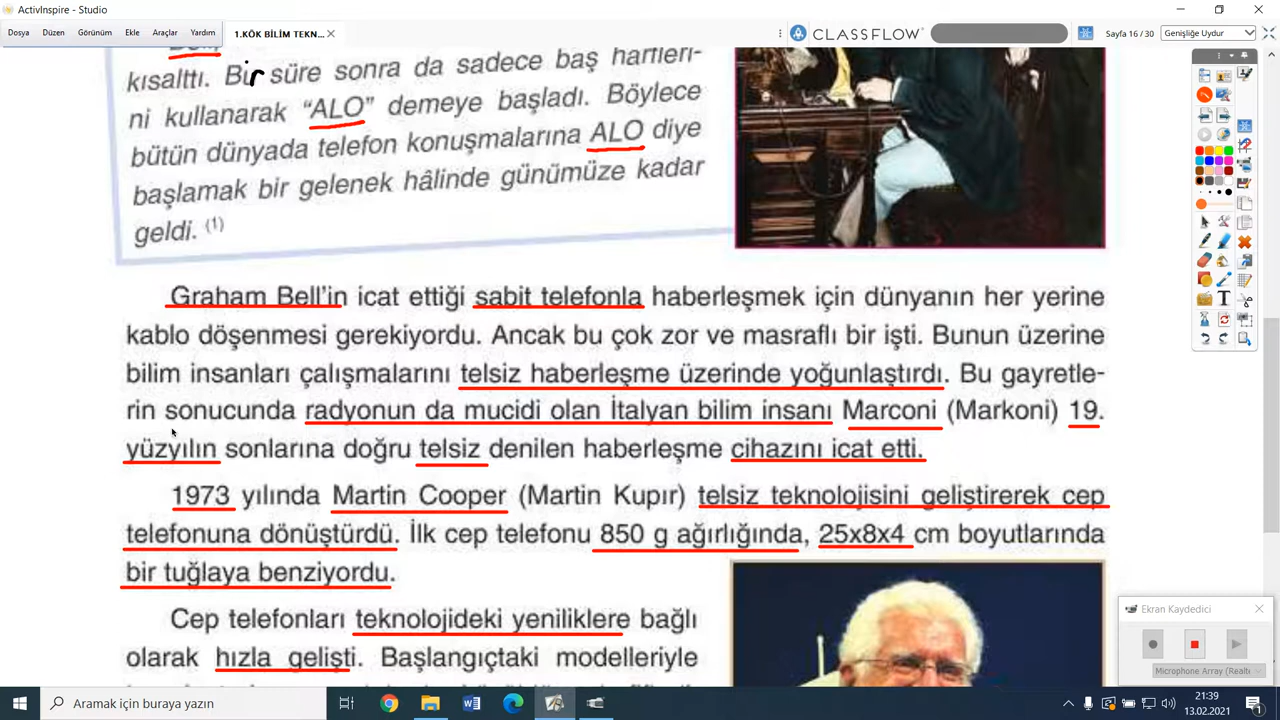 ActivInspire - Studio
Dosya Düzen Görünüm Ekle Araçlar Yardım
1.KÖK BİLİM TEKN...
CLASSFLOW
Sayfa 16 / 30
Genişliğe Uydur
kısalttı. Bir süre sonra da sadece baş harfleri-
ni kullanarak “ALO” demeye başladı. Böylece
bütün dünyada telefon konuşmalarına ALO diye
başlamak bir gelenek hâlinde günümüze kadar
geldi. (1)
Graham Bell’in icat ettiği sabit telefonla haberleşmek için dünyanın her yerine
kablo döşenmesi gerekiyordu. Ancak bu çok zor ve masraflı bir işti. Bunun üzerine
bilim insanları çalışmalarını telsiz haberleşme üzerinde yoğunlaştırdı. Bu gayretle-
rin sonucunda radyonun da mucidi olan İtalyan bilim insanı Marconi (Markoni) 19.
yüzyılın sonlarına doğru telsiz denilen haberleşme cihazını icat etti.
1973 yılında Martin Cooper (Martin Kupır) telsiz teknolojisini geliştirerek cep
telefonuna dönüştürdü. İlk cep telefonu 850 g ağırlığında, 25x8x4 cm boyutlarında
bir tuğlaya benziyordu.
Cep telefonları teknolojideki yeniliklere bağlı
olarak hızla gelişti. Başlangıçtaki modelleriyle
Ekran Kaydedici
Microphone Array (Realte
Aramak için buraya yazın
21:39
13.02.2021